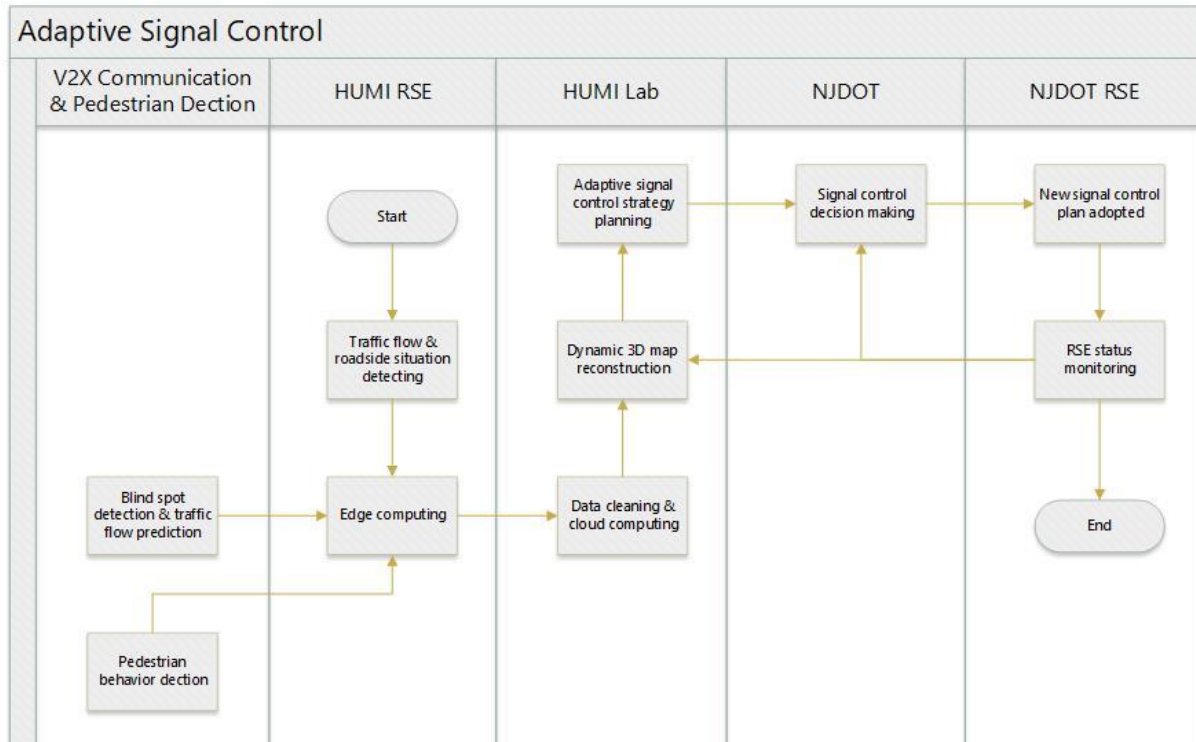 Adaptive Signal Control
V2X Communication
& Pedestrian Dection
HUMI RSE
HUMI Lab
NJDOT
NJDOT RSE
Start
Adaptive signal
control strategy
planning
Signal control
decision making
New signal control
plan adopted
Traffic flow &
roadside situation
detecting
Dynamic 3D map
reconstruction
RSE status
monitoring
Blind spot
detection & traffic
flow prediction
Edge computing
Data cleaning &
cloud computing
End
Pedestrian
behavior dection